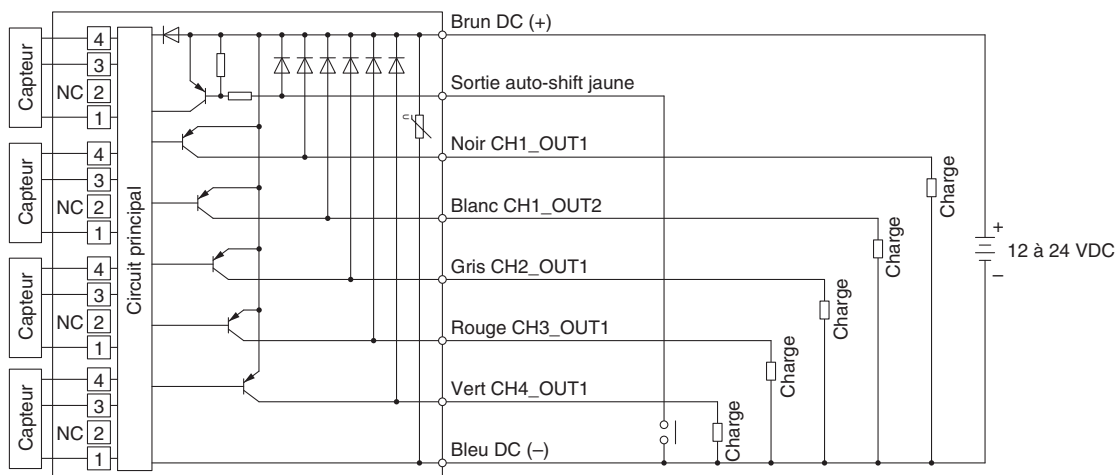 Brun DC (+)
Sortie auto-shift jaune
Noir CH1_OUT1
Blanc CH1_OUT2
Gris CH2_OUT1
Rouge CH3_OUT1
Vert CH4_OUT1
Bleu DC (–)
Capteur
4
3
NC 2
1
Capteur
4
3
NC 2
1
Capteur
4
3
NC 2
1
Capteur
4
3
NC 2
1
Circuit principal
n
Charge
Charge
Charge
Charge
Charge
+
12 à 24 VDC
–